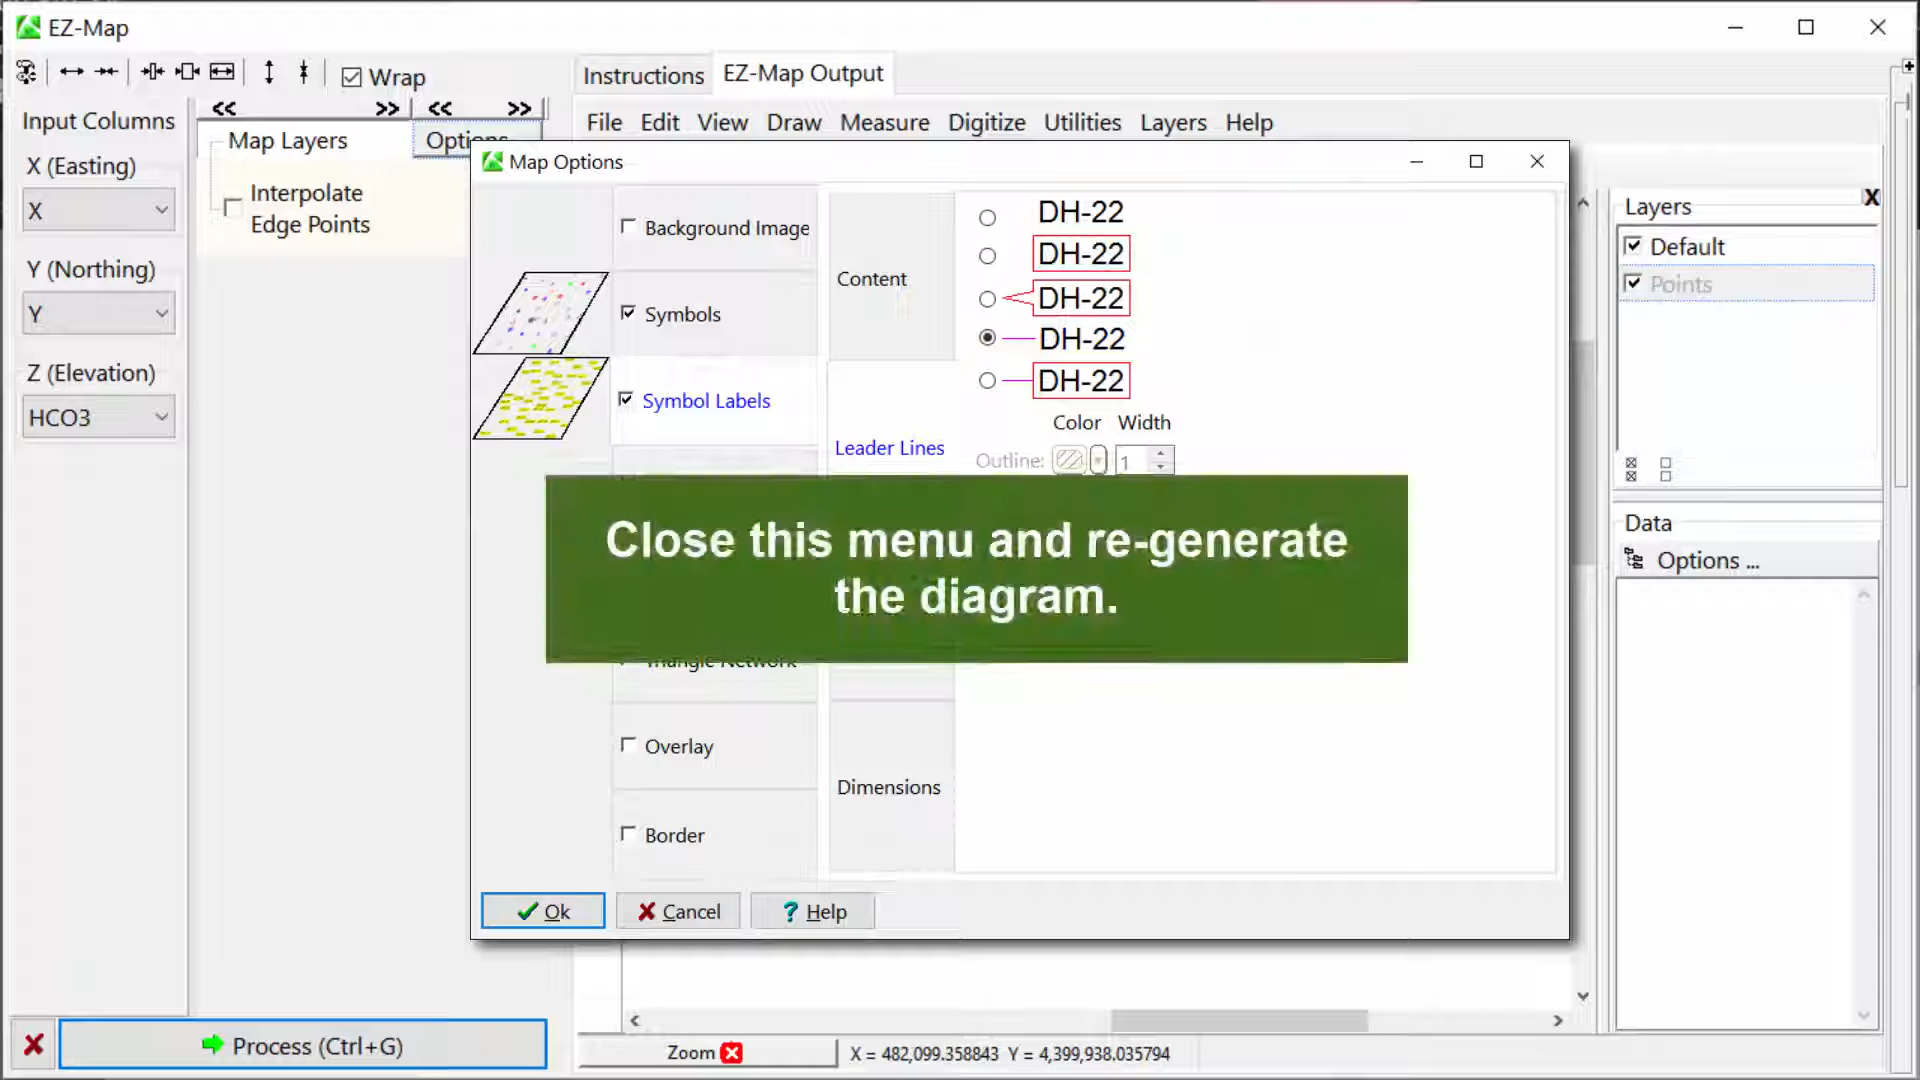 EZ-Map
Wrap
Instructions
EZ-Map Output
<< >> << >>
Input Columns
X (Easting)
X
Y (Northing)
Y
Z (Elevation)
HCO3
Map Layers
Options
Interpolate
Edge Points
File Edit View Draw Measure Digitize Utilities Layers Help
Map Options
Background Image
Symbols
Symbol Labels
Triangle Network
Overlay
Border
Content
Leader Lines
Dimensions
DH-22
DH-22
DH-22
DH-22
DH-22
Color Width
Outline: 1
Close this menu and re-generate
the diagram.
Ok
Cancel
? Help
Layers
X
Default
Points
Data
Options ...
Process (Ctrl+G)
Zoom
X = 482,099.358843 Y = 4,399,938.035794